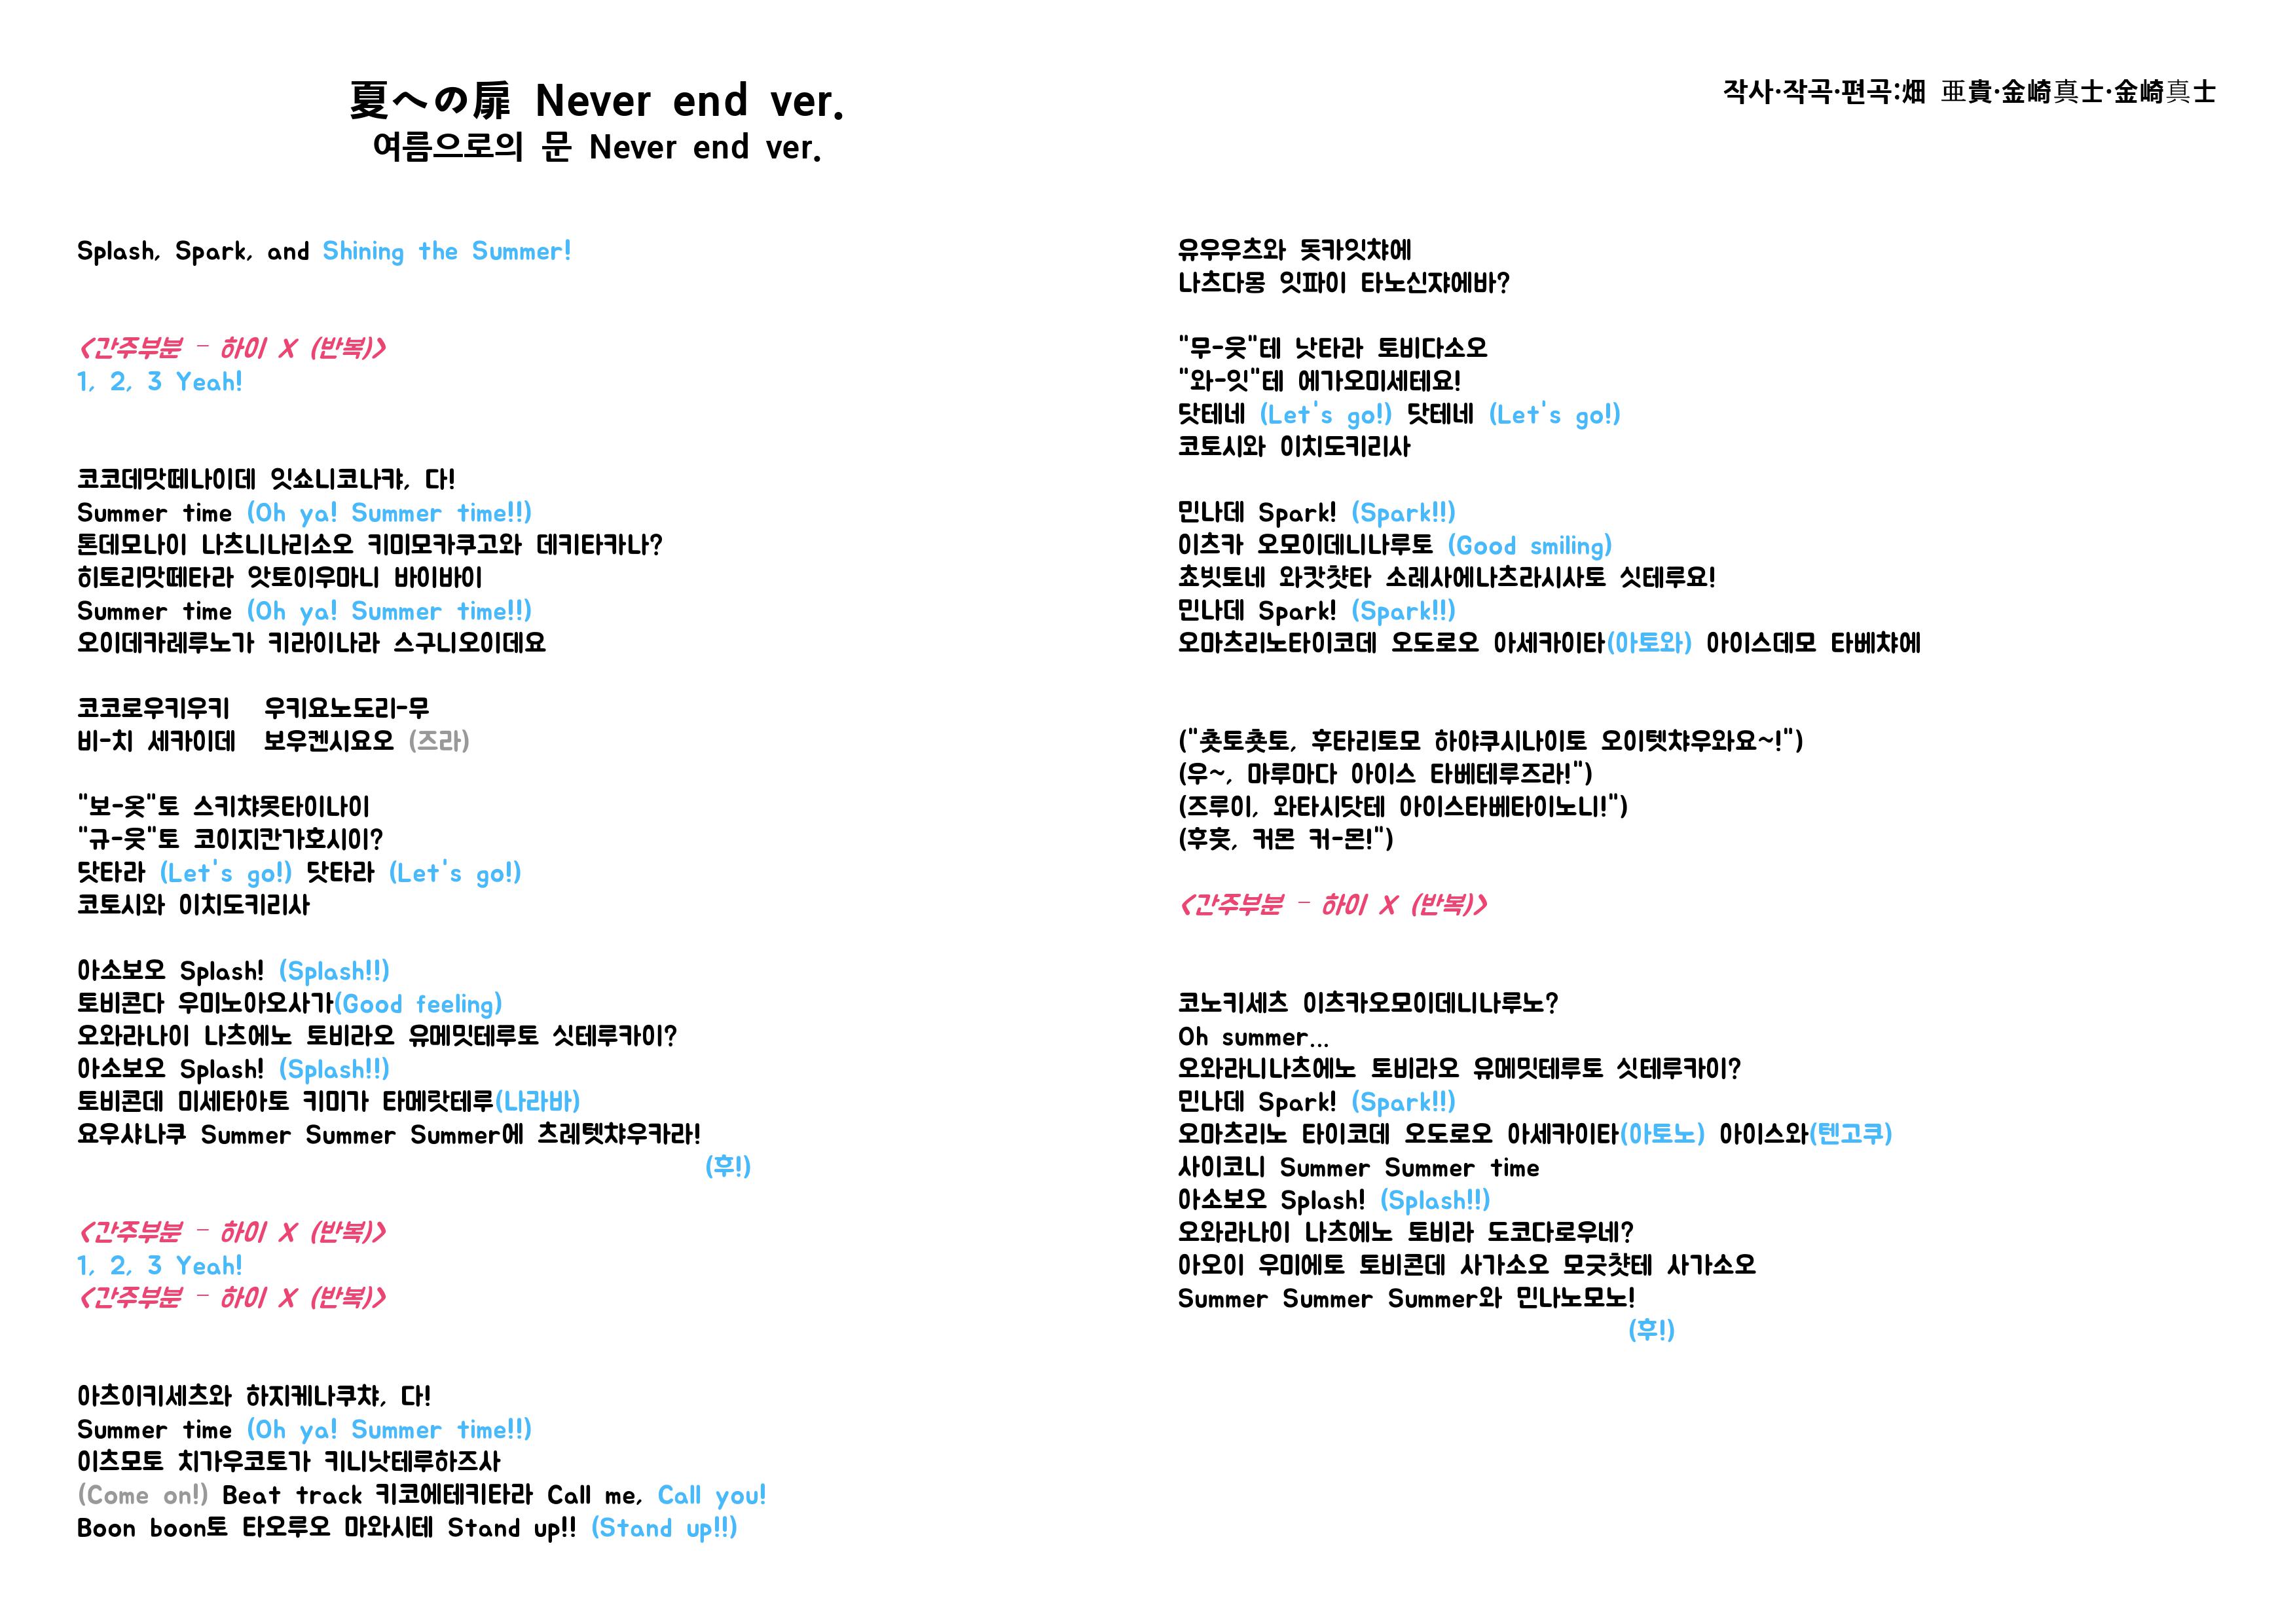 夏への扉 Never end ver.
여름으로의 문 Never end ver.
작사·작곡·편곡:畑 亜貴·金崎真士·金崎真士
Splash, Spark, and Shining the Summer!
<간주부분 - 하이 X (반복)>
1, 2, 3 Yeah!
코코데맛떼나이데 잇쇼니코나캬, 다!
Summer time (Oh ya! Summer time!!)
톤데모나이 나츠니나리소오 키미모카쿠고와 데키타카나?
히토리맛떼타라 앗토이우마니 바이바이
Summer time (Oh ya! Summer time!!)
오이데카레루노가 키라이나라 스구니오이데요
코코로우키우키 우키요노도리-무
비-치 세카이데 보우켄시요오 (즈라)
"보-옷"토 스키챠못타이나이
"규-웃"토 코이지칸가호시이?
닷타라 (Let's go!) 닷타라 (Let's go!)
코토시와 이치도키리사
아소보오 Splash! (Splash!!)
토비콘다 우미노아오사가(Good feeling)
오와라나이 나츠에노 토비라오 유메밋테루토 싯테루카이?
아소보오 Splash! (Splash!!)
토비콘데 미세타아토 키미가 타메랏테루(나라바)
요우샤나쿠 Summer Summer Summer에 츠레텟챠우카라!
(후!)
<간주부분 - 하이 X (반복)>
1, 2, 3 Yeah!
<간주부분 - 하이 X (반복)>
아츠이키세츠와 하지케나쿠챠, 다!
Summer time (Oh ya! Summer time!!)
이츠모토 치가우코토가 키니낫테루하즈사
(Come on!) Beat track 키코에테키타라 Call me, Call you!
Boon boon토 타오루오 마와시테 Stand up!! (Stand up!!)
유우우츠와 돗카잇챠에
나츠다몽 잇파이 타노신쟈에바?
"무-웃"테 낫타라 토비다소오
"와-잇"테 에가오미세테요!
닷테네 (Let's go!) 닷테네 (Let's go!)
코토시와 이치도키리사
민나데 Spark! (Spark!!)
이츠카 오모이데니나루토 (Good smiling)
쵸빗토네 와캇챳타 소레사에나츠라시사토 싯테루요!
민나데 Spark! (Spark!!)
오마츠리노타이코데 오도로오 아세카이타(아토와) 아이스데모 타베챠에
("춋토춋토, 후타리토모 하야쿠시나이토 오이텟챠우와요~!")
(우~, 마루마다 아이스 타베테루즈라!")
(즈루이, 와타시닷테 아이스타베타이노니!")
(후훗, 커몬 커-몬!")
<간주부분 - 하이 X (반복)>
코노키세츠 이츠카오모이데니나루노?
Oh summer...
오와라니나츠에노 토비라오 유메밋테루토 싯테루카이?
민나데 Spark! (Spark!!)
오마츠리노 타이코데 오도로오 아세카이타(아토노) 아이스와(텐고쿠)
사이코니 Summer Summer time
아소보오 Splash! (Splash!!)
오와라나이 나츠에노 토비라 도코다로우네?
아오이 우미에토 토비콘데 사가소오 모굿챳테 사가소오
Summer Summer Summer와 민나노모노!
(후!)